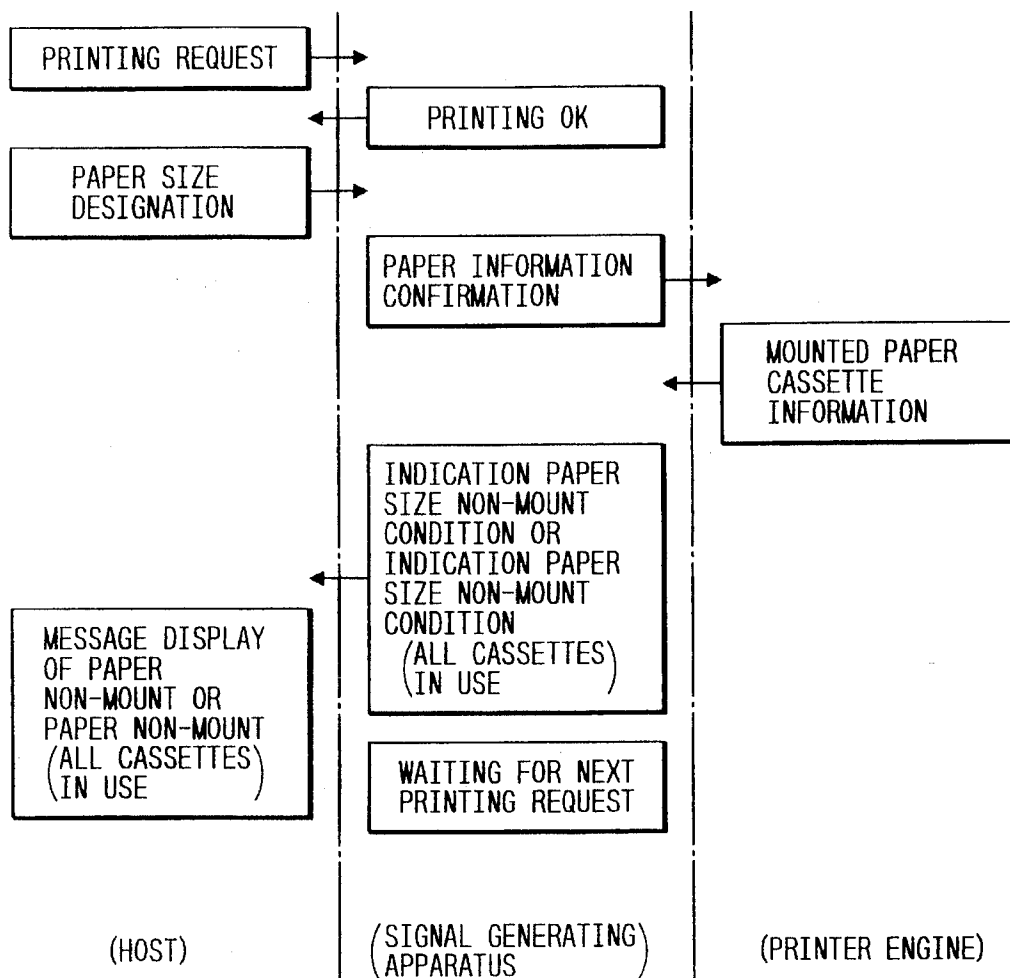 PRINTING REQUEST
PRINTING OK
PAPER SIZE
DESIGNATION
PAPER INFORMATION
CONFIRMATION
MOUNTED PAPER
CASSETTE
INFORMATION
INDICATION PAPER
SIZE NON-MOUNT
CONDITION OR
INDICATION PAPER
SIZE NON-MOUNT
CONDITION
(ALL CASSETTES
IN USE)
MESSAGE DISPLAY
OF PAPER
NON-MOUNT OR
PAPER NON-MOUNT
(ALL CASSETTES
IN USE)
WAITING FOR NEXT
PRINTING REQUEST
(HOST)
(SIGNAL GENERATING
APPARATUS)
(PRINTER ENGINE)